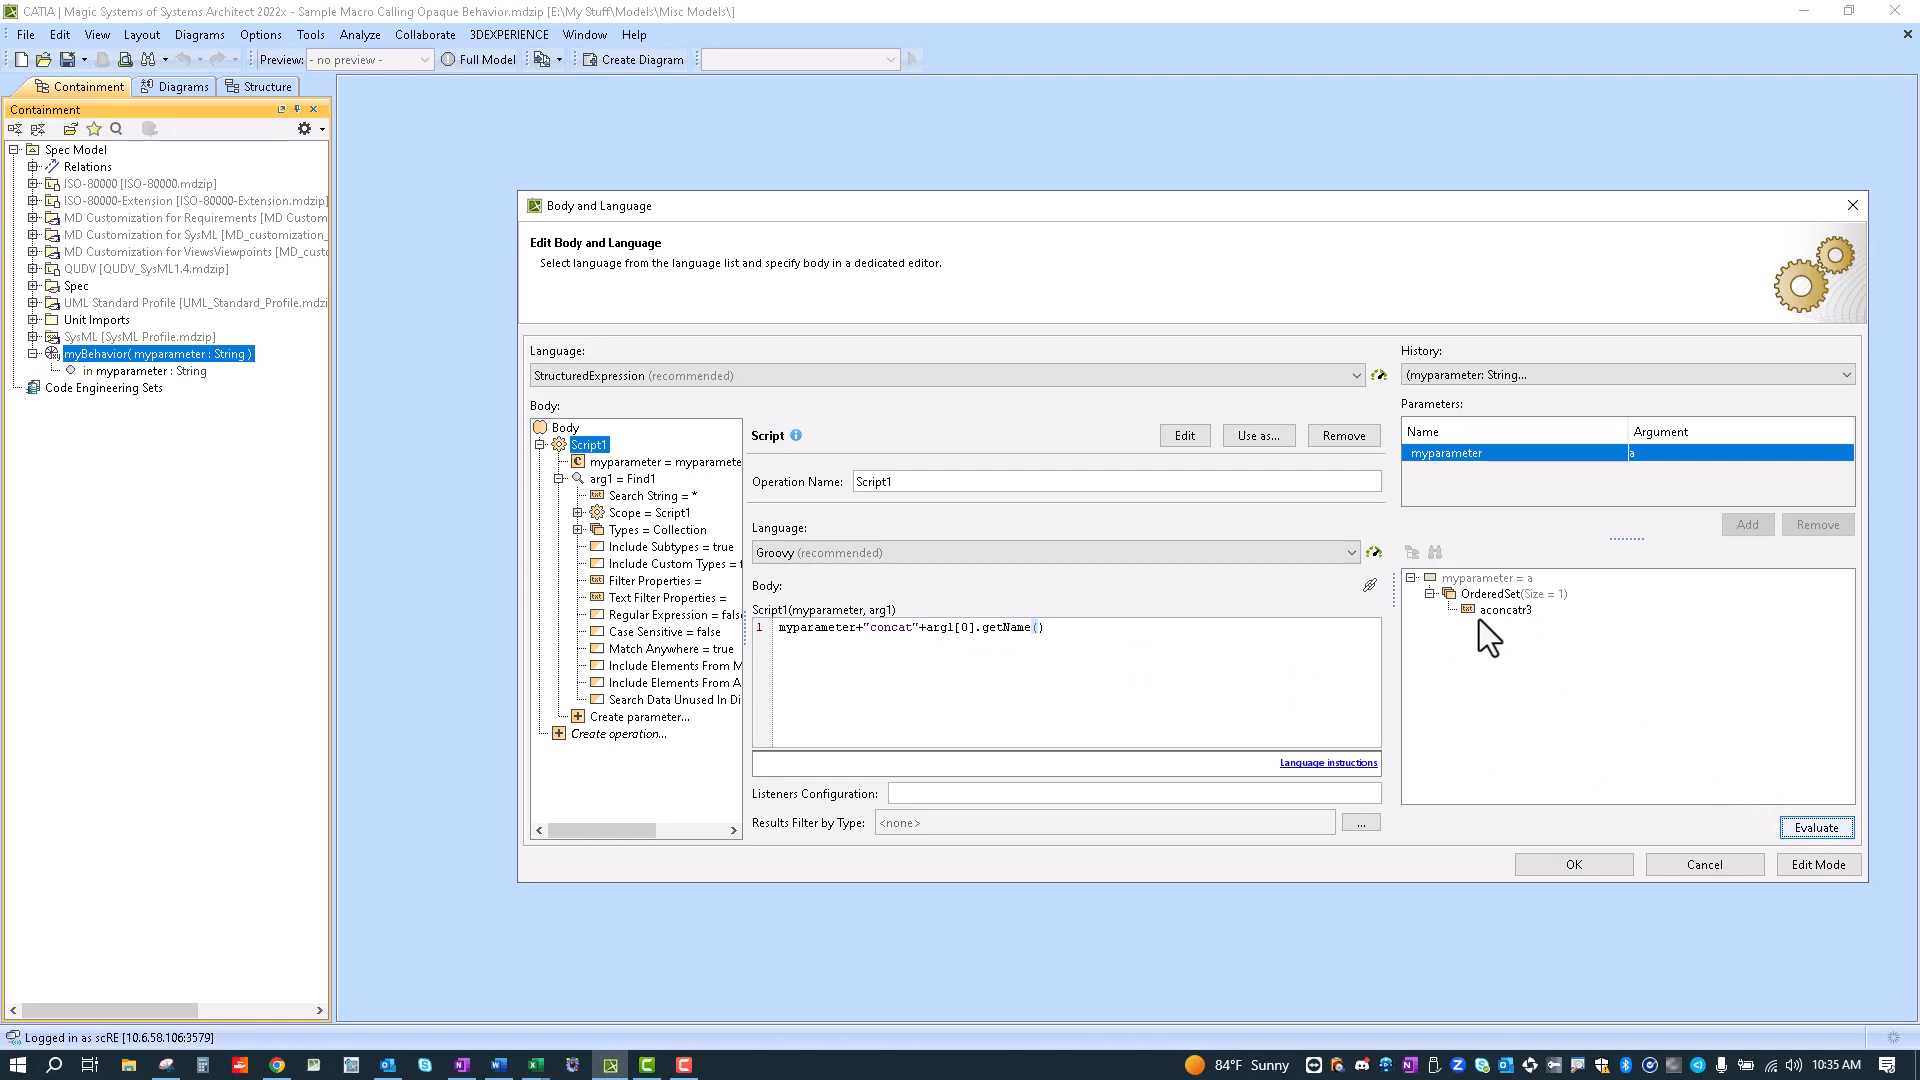 CATIA | Magic Systems of Systems Architect 2022x - Sample Macro Calling Opaque Behavior.mdzip [E:\My Stuff\Models\Misc Models\]
File Edit View Layout Diagrams Options Tools Analyze Collaborate 3DEXPERIENCE Window Help
Preview: - no preview - Full Model Create Diagram
Containment Diagrams Structure
Containment
Spec Model
Relations
ISO-80000 [ISO-80000.mdzip]
ISO-80000-Extension [ISO-80000-Extension.mdzip]
MD Customization for Requirements [MD Custom
MD Customization for SysML [MD_customization_
MD Customization for ViewsViewpoints [MD_cust
QUDV [QUDV_SysML1.4.mdzip]
Spec
UML Standard Profile [UML_Standard_Profile.mdzi
Unit Imports
SysML [SysML Profile.mdzip]
myBehavior( myparameter : String )
in myparameter : String
Code Engineering Sets
Body and Language
Edit Body and Language
Select language from the language list and specify body in a dedicated editor.
Language:
StructuredExpression (recommended)
Body:
Body
Script1
myparameter = myparamete
arg1 = Find1
Search String = *
Scope = Script1
Types = Collection
Include Subtypes = true
Include Custom Types = f
Filter Properties =
Text Filter Properties =
Regular Expression = fals
Case Sensitive = false
Match Anywhere = true
Include Elements From M
Include Elements From A
Search Data Unused In Di
Create parameter...
Create operation...
Script
Edit Use as... Remove
Operation Name: Script1
Language:
Groovy (recommended)
Body:
Script1(myparameter, arg1)
1 myparameter+"concat"+arg1[0].getName()
Language instructions
Listeners Configuration:
Results Filter by Type: <none> ...
History:
(myparameter: String...
Parameters:
Name Argument
myparameter a
Add Remove
myparameter = a
OrderedSet(Size = 1)
aconcatr3
Evaluate
OK Cancel Edit Mode
Logged in as scRE [10.6.58.106:3579]
84°F Sunny 10:35 AM